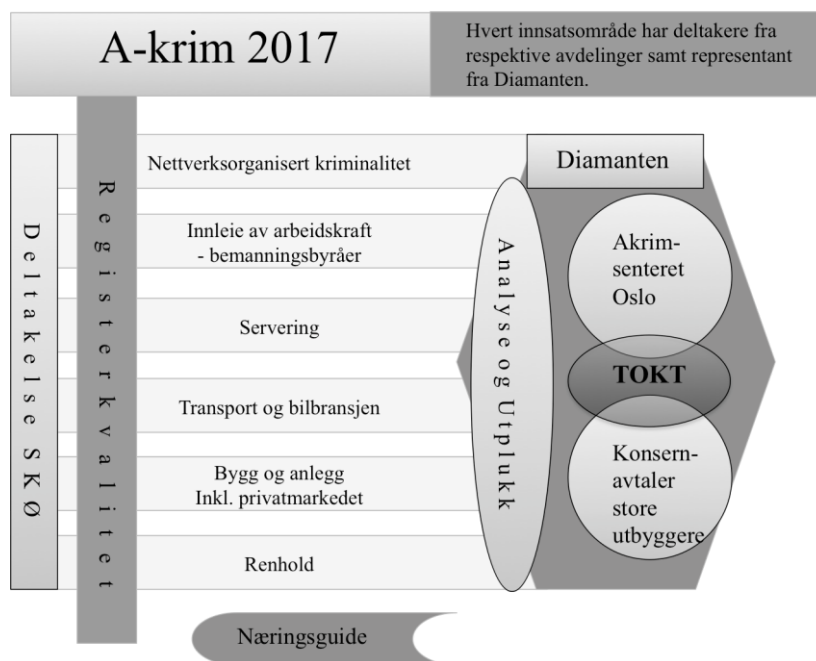 A-krim 2017
Hvert innsatsområde har deltakere fra
respektive avdelinger samt representant
fra Diamanten.
Deltakelse SKØ
Registerkvalitet
Nettverksorganisert kriminalitet
Innleie av arbeidskraft
- bemanningsbyråer
Servering
Transport og bilbransjen
Bygg og anlegg
Inkl. privatmarkedet
Renhold
Analyse og Utplukk
Diamanten
Akrim-
senteret
Oslo
TOKT
Konsern-
avtaler
store
utbyggere
Næringsguide